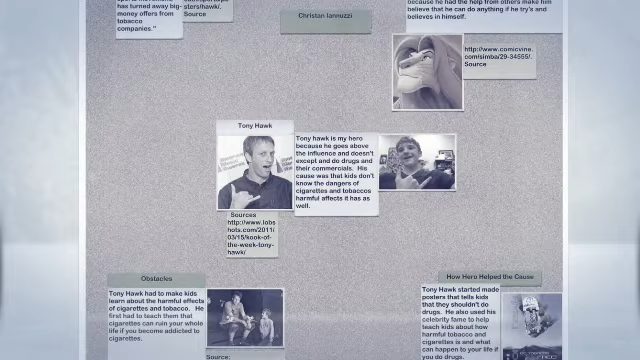 has turned away big-
money offers from
tobacco
companies."
sters/hawk/.
Source
Christan Iannuzzi
because he had the help from others make him
believe that he can do anything if he try's and
believes in himself.
http://www.comicvine.
com/simba/29-34555/.
Source
Tony Hawk
Tony hawk is my hero
because he goes above
the influence and doesn't
except and do drugs and
their commercials. His
cause was that kids don't
know the dangers of
cigarettes and tobaccos
harmful affects it has as
well.
Sources
http://www.lobs
hots.com/2011/
03/15/kook-of-
the-week-tony-
hawk/
Obstacles
Tony Hawk had to make kids
learn about the harmful effects
of cigarettes and tobacco. He
first had to teach them that
cigarettes can ruin your whole
life if you become addicted to
cigarettes.
Source:
How Hero Helped the Cause
Tony Hawk started made
posters that tells kids
that they shouldn't do
drugs. He also used his
celebrity fame to help
teach kids about how
harmful tobacco and
cigarettes is and what
can happen to your life if
you do drugs.